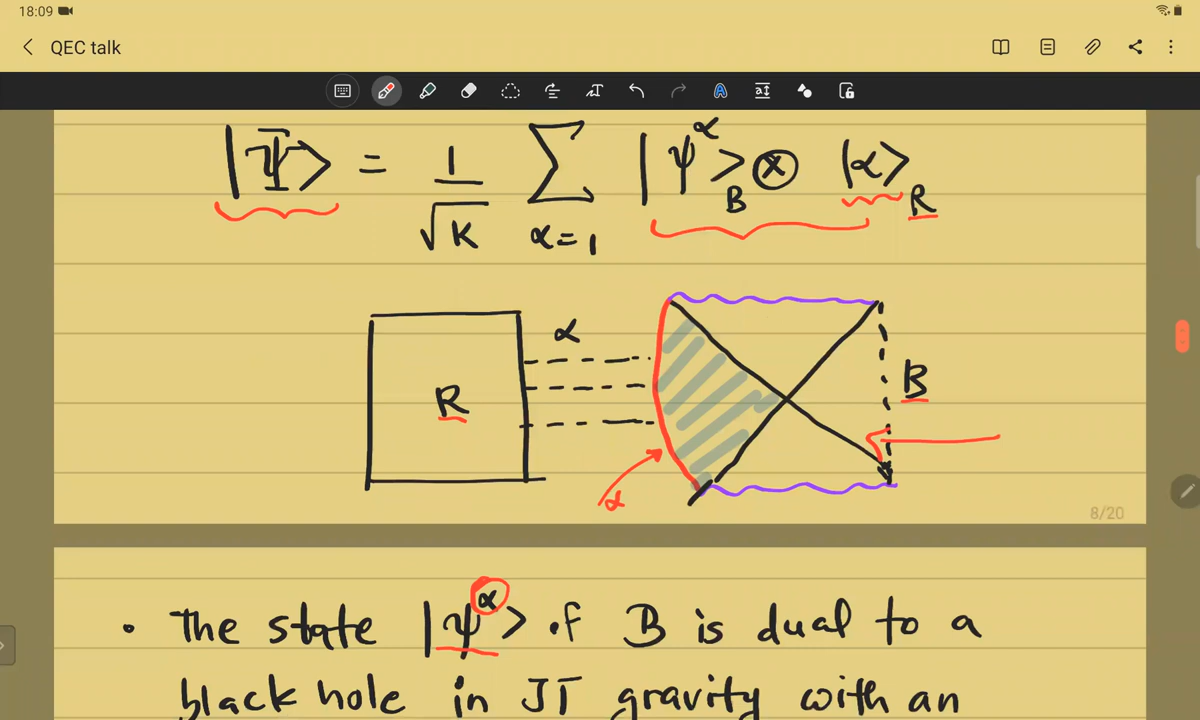 18:09
QEC talk
|Ψ> = 1/√K Σ α=1 |ψ^α>_B ⊗ |α>_R
α
R
B
α
8/20
• The state |ψ^α> of B is dual to a
black hole in JT gravity with an